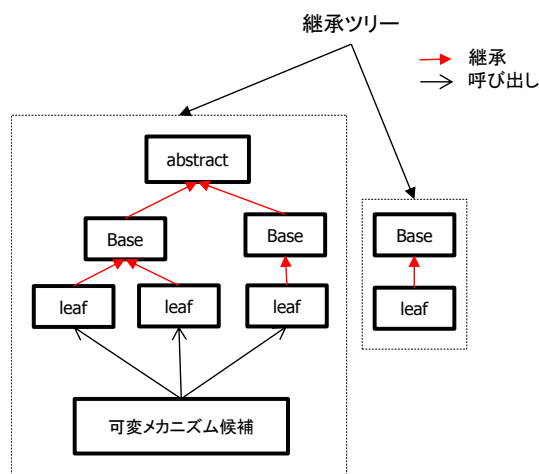 継承ツリー
継承
呼び出し
abstract
Base
Base
Base
leaf
leaf
leaf
leaf
可変メカニズム候補